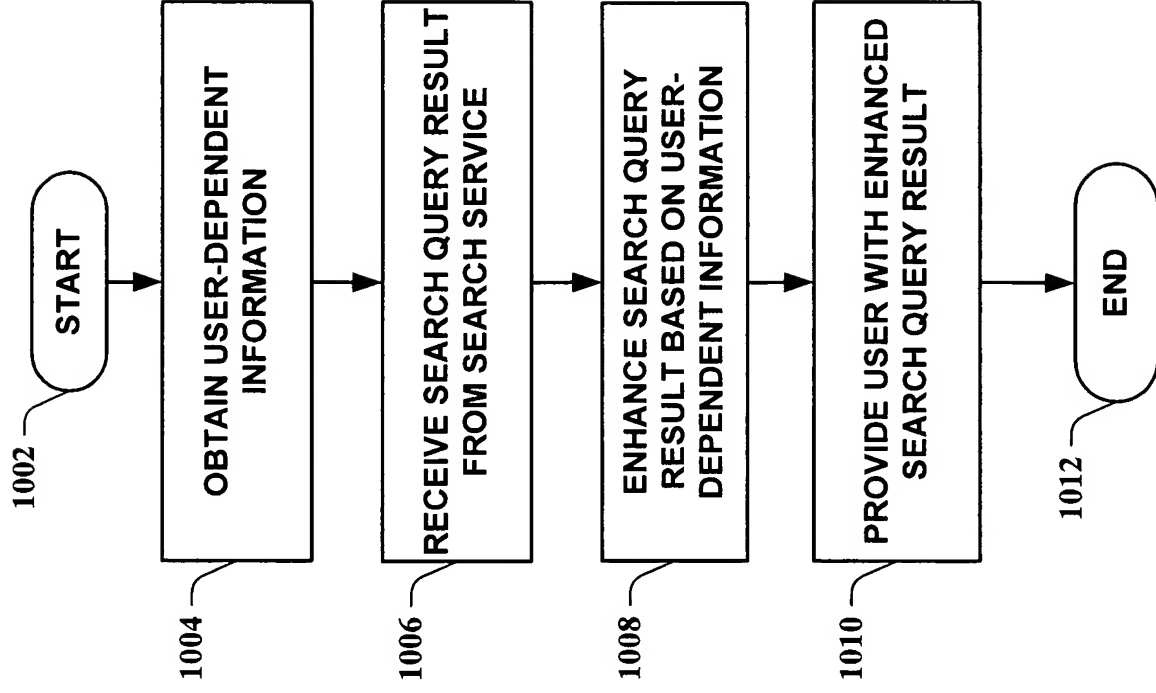 START
1002
OBTAIN USER-DEPENDENT
INFORMATION
1004
RECEIVE SEARCH QUERY RESULT
FROM SEARCH SERVICE
1006
ENHANCE SEARCH QUERY
RESULT BASED ON USER-
DEPENDENT INFORMATION
1008
PROVIDE USER WITH ENHANCED
SEARCH QUERY RESULT
1010
END
1012